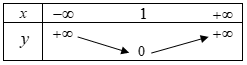 x −∞ 1 +∞
y +∞ 0 +∞